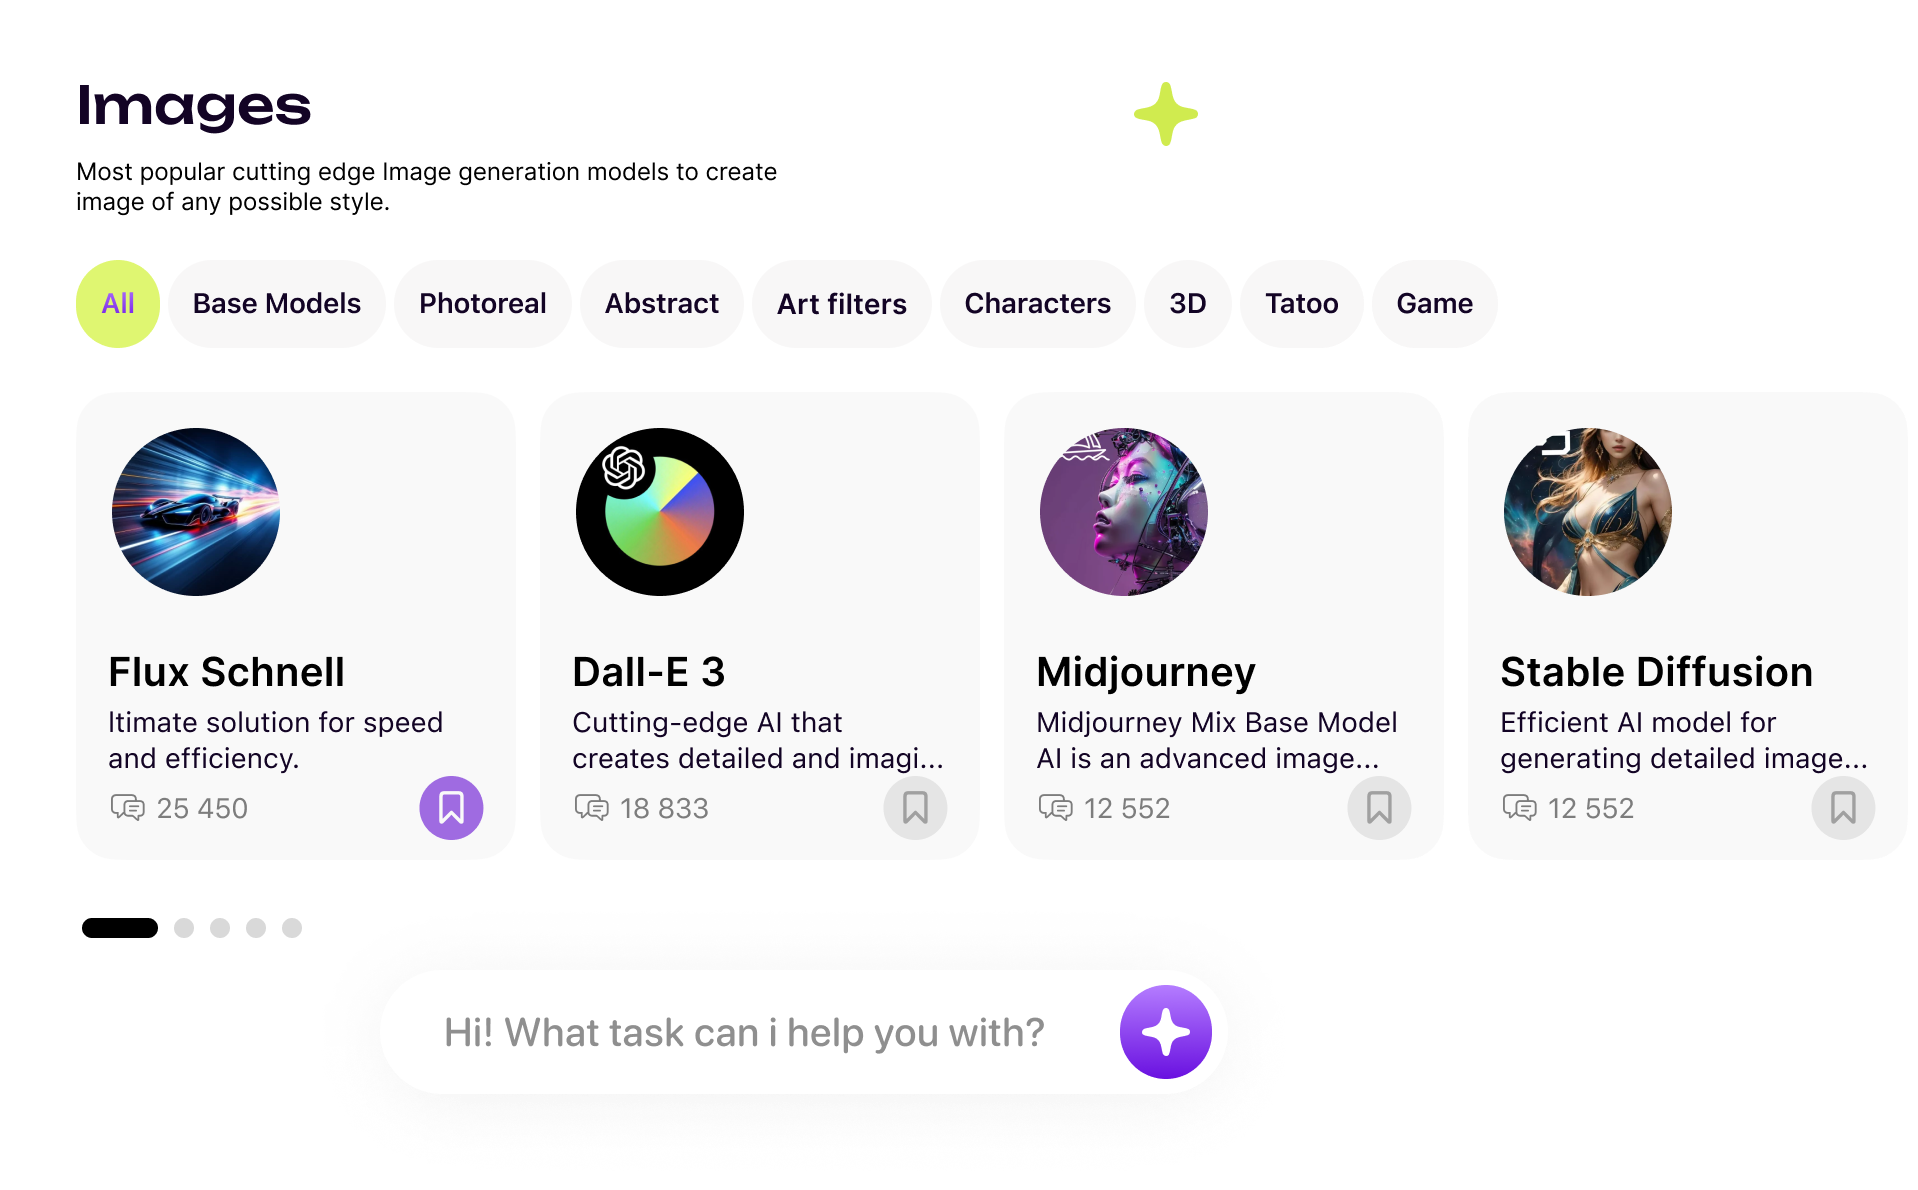 Images
Most popular cutting edge Image generation models to create
image of any possible style.
All
Base Models
Photoreal
Abstract
Art filters
Characters
3D
Tatoo
Game
Flux Schnell
ltimate solution for speed
and efficiency.
25 450
Dall-E 3
Cutting-edge AI that
creates detailed and imagi...
18 833
Midjourney
Midjourney Mix Base Model
AI is an advanced image...
12 552
Stable Diffusion
Efficient AI model for
generating detailed image...
12 552
Hi! What task can i help you with?